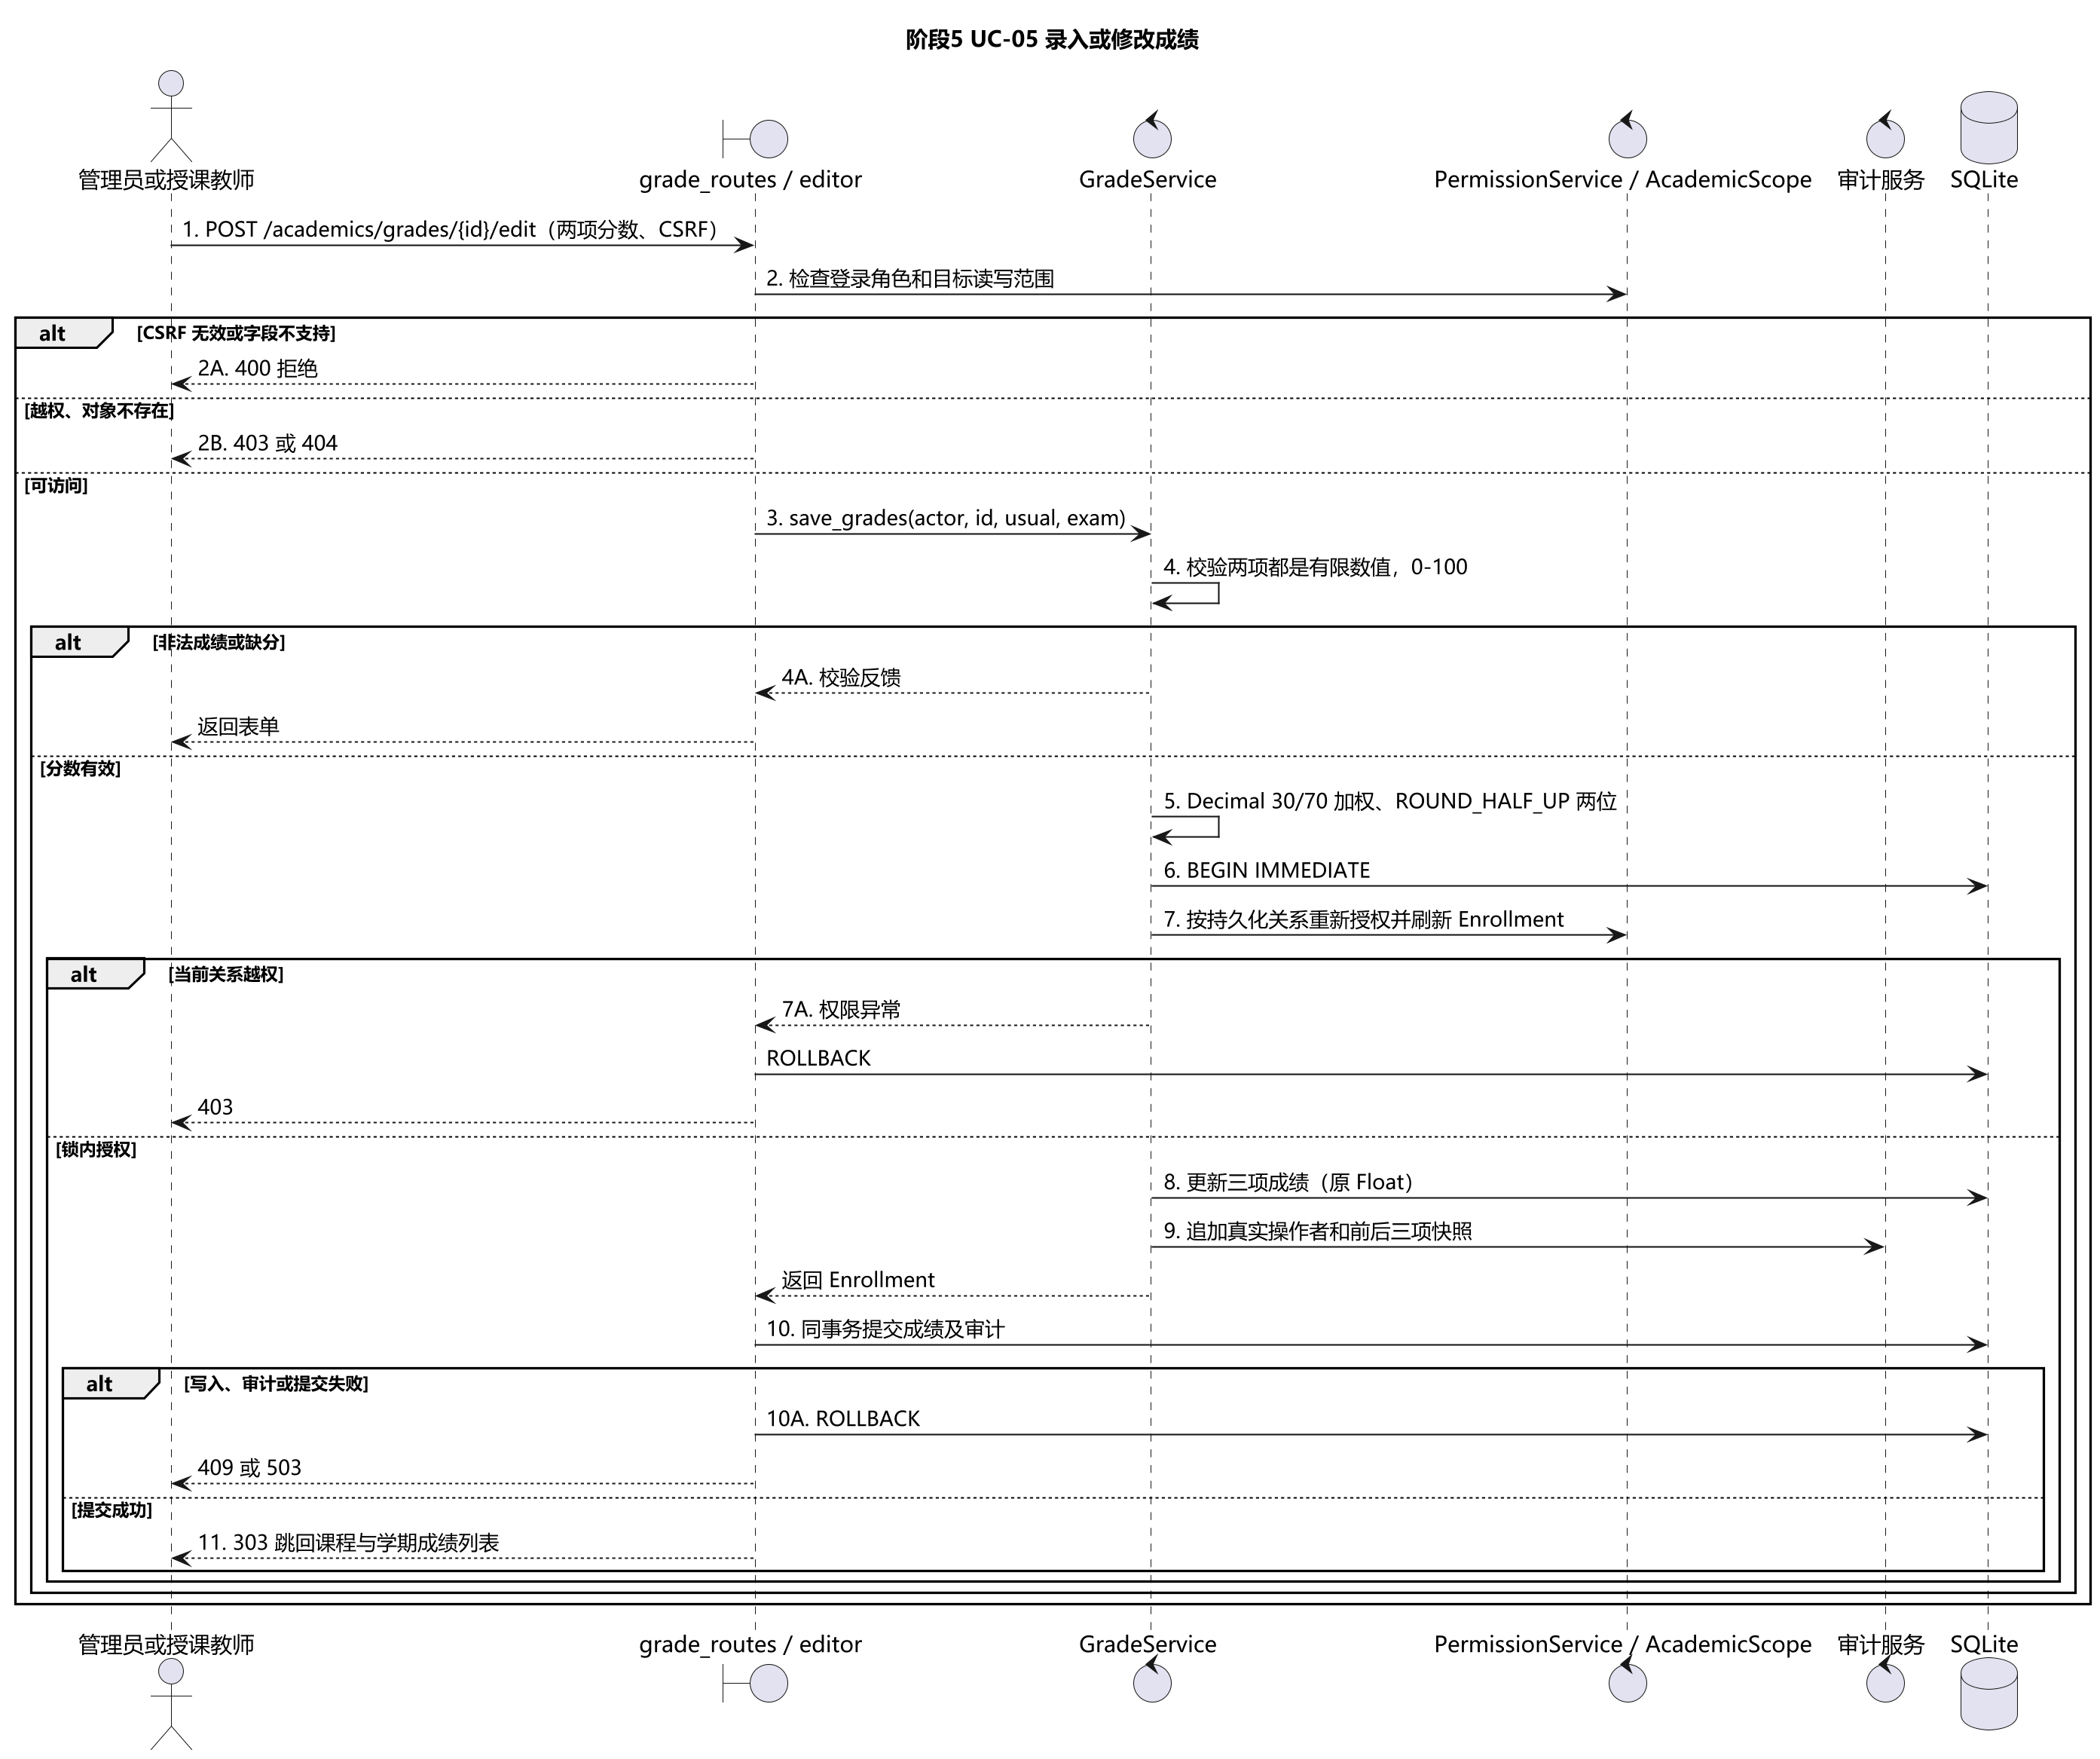 阶段5 UC-05 录入或修改成绩
管理员或授课教师
grade_routes / editor
GradeService
PermissionService / AcademicScope
审计服务
SQLite
1. POST /academics/grades/{id}/edit（两项分数、CSRF）
2. 检查登录角色和目标读写范围
alt
[CSRF 无效或字段不支持]
2A. 400 拒绝
[越权、对象不存在]
2B. 403 或 404
[可访问]
3. save_grades(actor, id, usual, exam)
4. 校验两项都是有限数值，0-100
alt
[非法成绩或缺分]
4A. 校验反馈
返回表单
[分数有效]
5. Decimal 30/70 加权、ROUND_HALF_UP 两位
6. BEGIN IMMEDIATE
7. 按持久化关系重新授权并刷新 Enrollment
alt
[当前关系越权]
7A. 权限异常
ROLLBACK
403
[锁内授权]
8. 更新三项成绩（原 Float）
9. 追加真实操作者和前后三项快照
返回 Enrollment
10. 同事务提交成绩及审计
alt
[写入、审计或提交失败]
10A. ROLLBACK
409 或 503
[提交成功]
11. 303 跳回课程与学期成绩列表
管理员或授课教师
grade_routes / editor
GradeService
PermissionService / AcademicScope
审计服务
SQLite